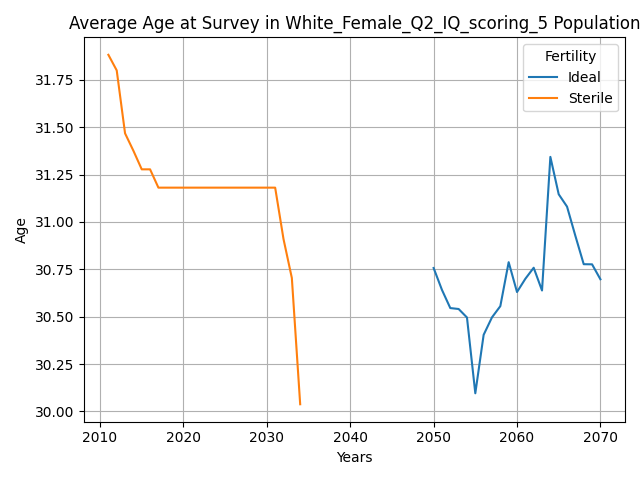 Average Age at Survey in White_Female_Q2_IQ_scoring_5 Population
Fertility
Ideal
Sterile
31.75
31.50
31.25
31.00
30.75
30.50
30.25
30.00
Age
2010 2020 2030 2040 2050 2060 2070
Years